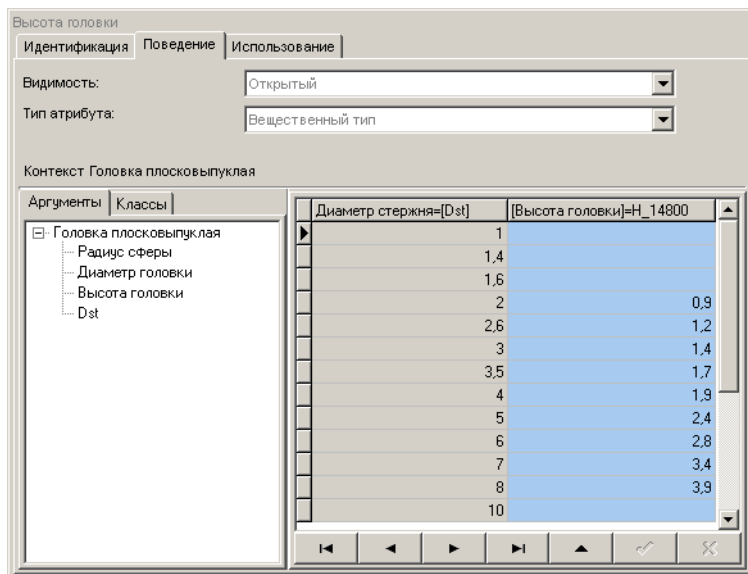 Высота головки
Идентификация Поведение Использование
Видимость: Открытый
Тип атрибута: Вещественный тип
Контекст Головка плосковыпуклая
Аргументы Классы
Головка плосковыпуклая
Радиус сферы
Диаметр головки
Высота головки
Dst
Диаметр стержня=[Dst] [Высота головки]=H_14800
1
1,4
1,6
2 0,9
2,6 1,2
3 1,4
3,5 1,7
4 1,9
5 2,4
6 2,8
7 3,4
8 3,9
10